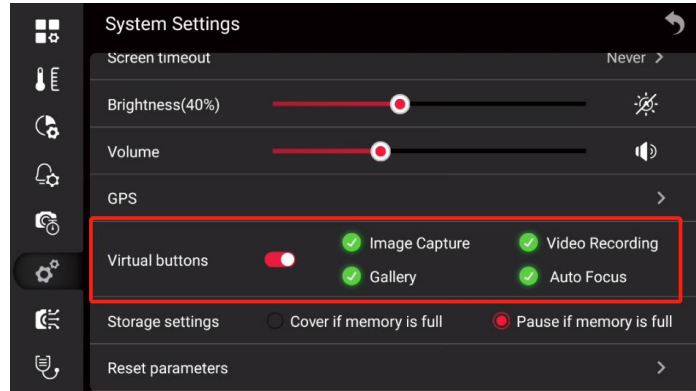 System Settings
Screen timeout Never >
Brightness(40%)
Volume
GPS >
Image Capture Video Recording
Virtual buttons
Gallery Auto Focus
Storage settings Cover if memory is full Pause if memory is full
Reset parameters >